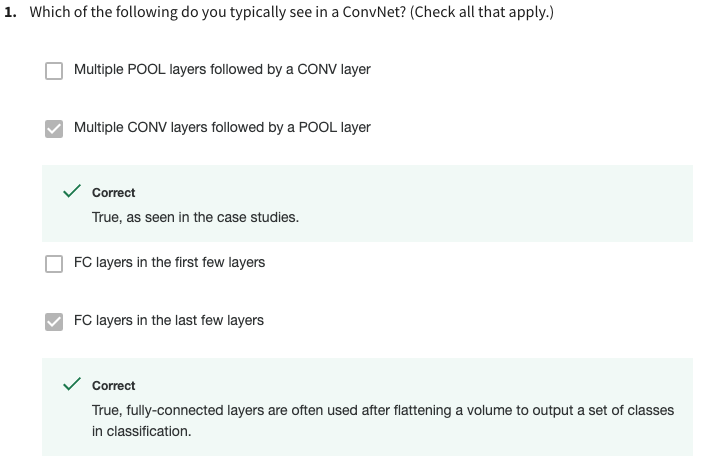 1. Which of the following do you typically see in a ConvNet? (Check all that apply.)
Multiple POOL layers followed by a CONV layer
Multiple CONV layers followed by a POOL layer
Correct
True, as seen in the case studies.
FC layers in the first few layers
FC layers in the last few layers
Correct
True, fully-connected layers are often used after flattening a volume to output a set of classes
in classification.